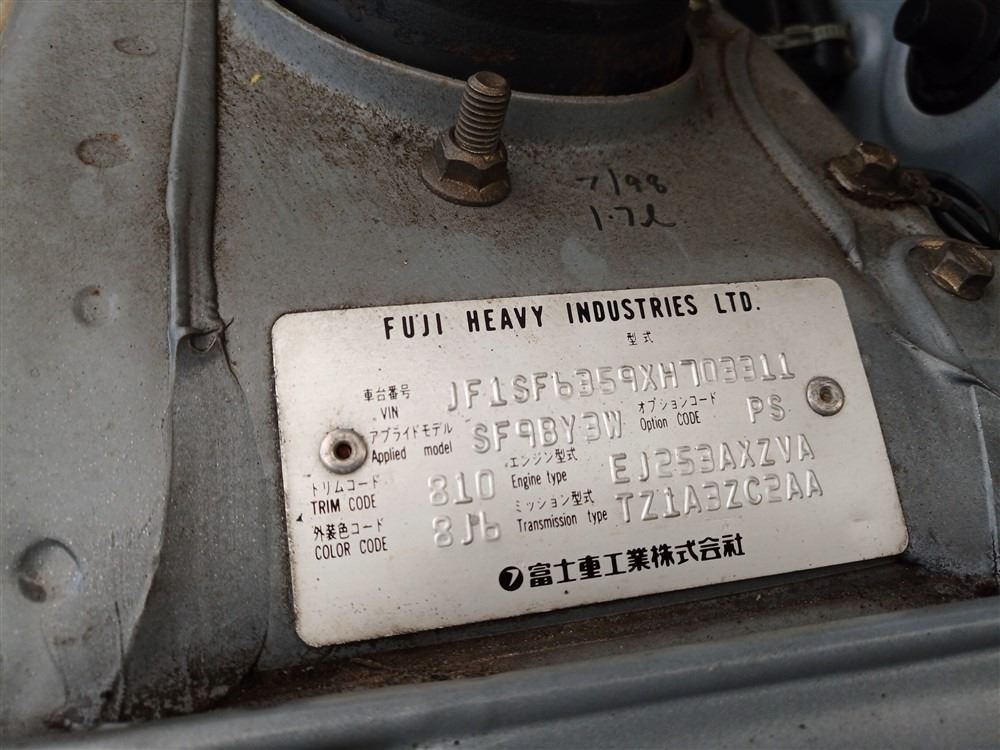 7/98
1.7l
FUJI HEAVY INDUSTRIES LTD.
型式
車台番号 VIN JF1SF6359XH703311
アプライドモデル Applied model SF9BY3W オプションコード Option CODE PS
トリムコード TRIM CODE 810 エンジン型式 Engine type EJ253AXZVA
外装色コード COLOR CODE 8J6 ミッション型式 Transmission type TZ1A3ZC2AA
富士重工業株式会社